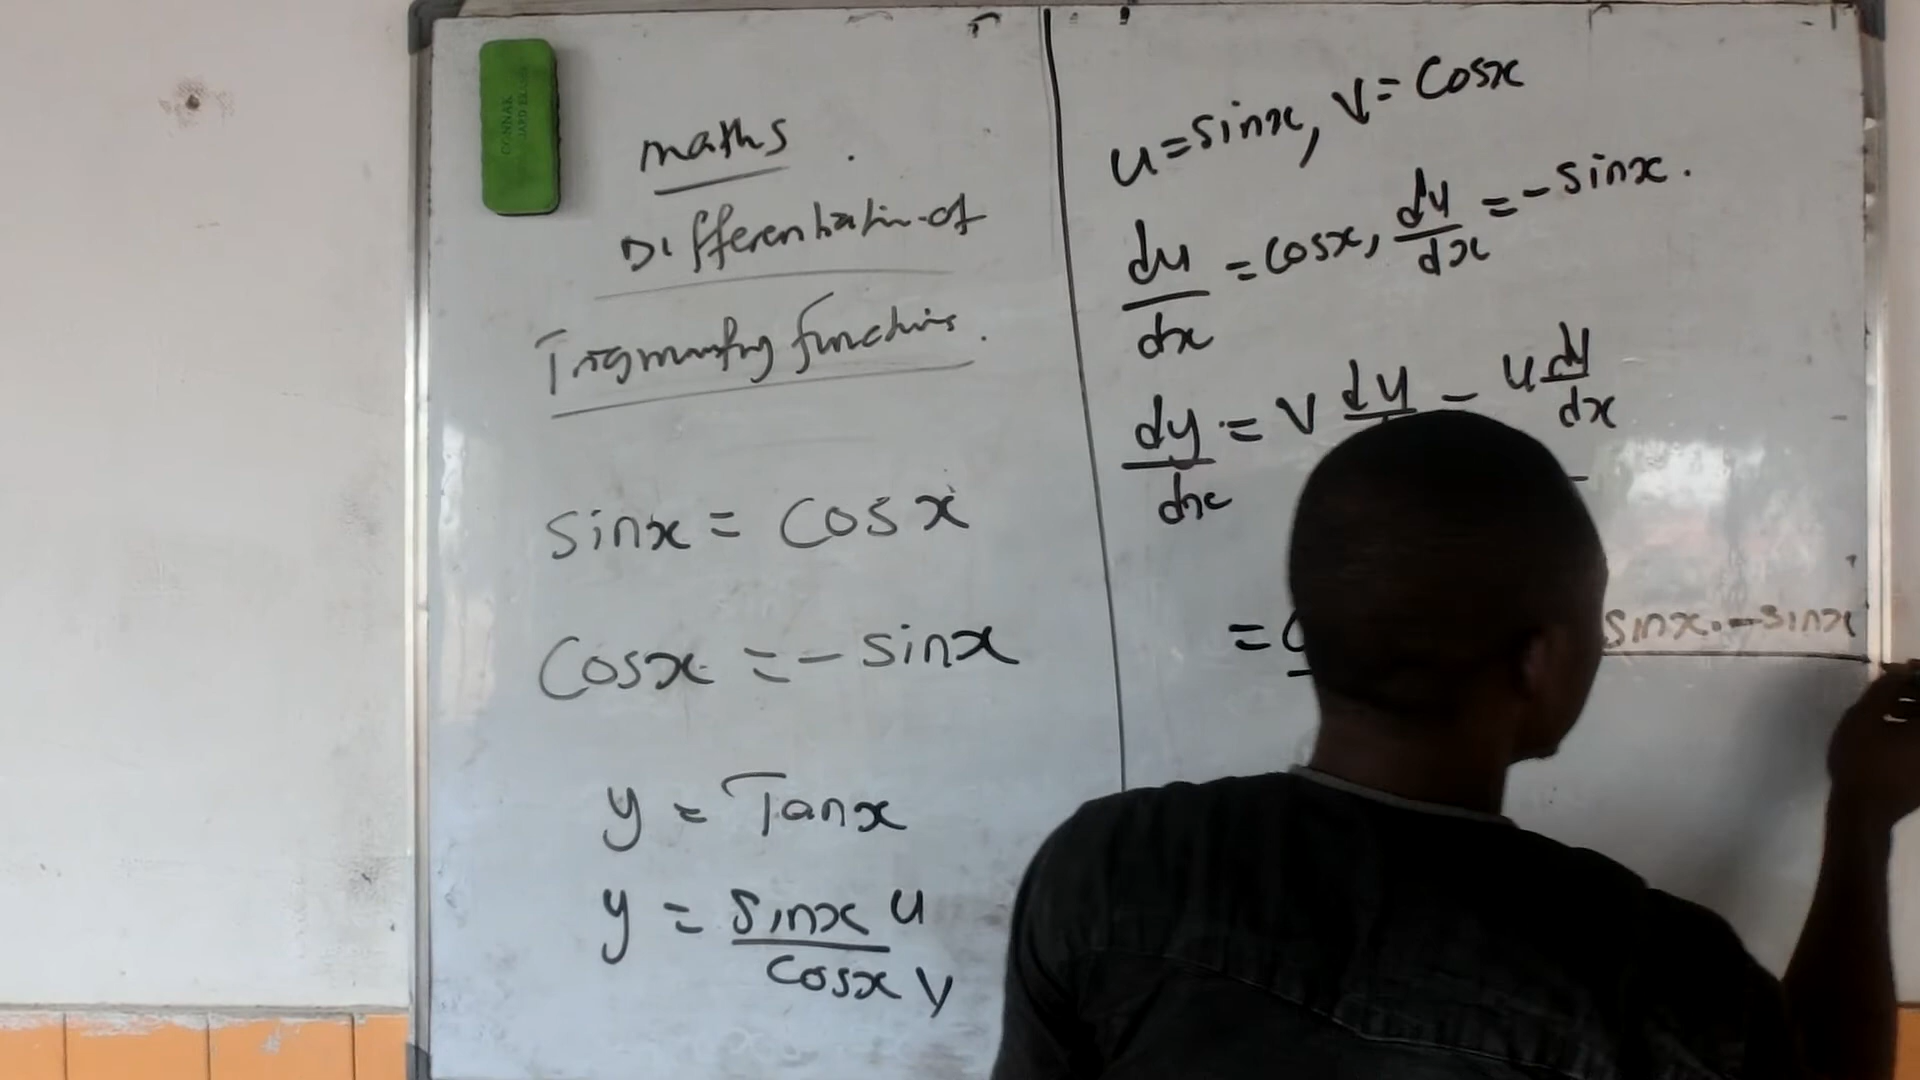 maths
Differentiation of
Trigonometry functions.
sinx = cosx
cosx = - sinx
y = Tanx
y = sinx u
cosx v
u = sinx, v = cosx
du = cosx, dv = - sinx.
dx dx
dy = v du - u dv
dx dx
= sinx. - sinx